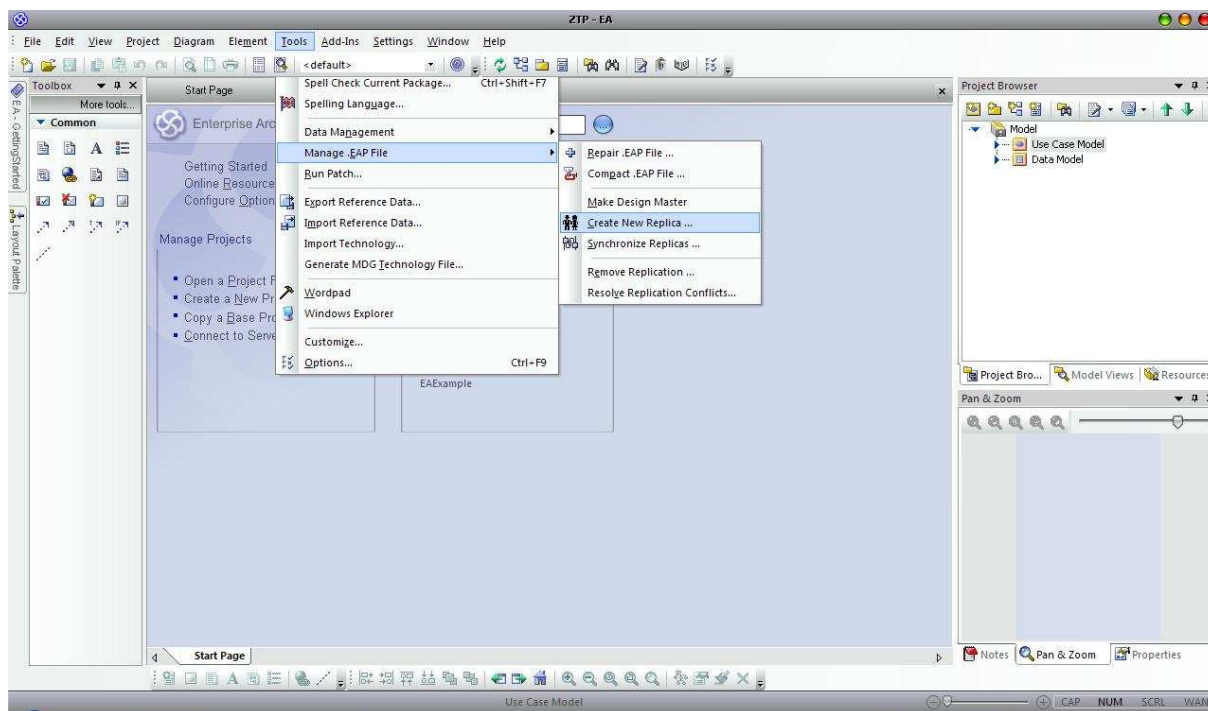 ZTP - EA
File Edit View Project Diagram Element Tools Add-Ins Settings Window Help
<default>
Toolbox
More tools...
Common
EA - GettingStarted
Layout Palette
Start Page
Enterprise Arc
Getting Started
Online Resource
Configure Option
Manage Projects
Open a Project F
Create a New Pr
Copy a Base Pro
Connect to Serve
EAExample
Spell Check Current Package... Ctrl+Shift+F7
Spelling Language...
Data Management
Manage .EAP File
Run Patch...
Export Reference Data...
Import Reference Data...
Import Technology...
Generate MDG Technology File...
Wordpad
Windows Explorer
Customize...
Options... Ctrl+F9
Repair .EAP File ...
Compact .EAP File ...
Make Design Master
Create New Replica ...
Synchronize Replicas ...
Remove Replication ...
Resolve Replication Conflicts...
Project Browser
Model
Use Case Model
Data Model
Project Bro... Model Views Resources
Pan & Zoom
Notes Pan & Zoom Properties
Start Page
Use Case Model
CAP NUM SCRL WAN